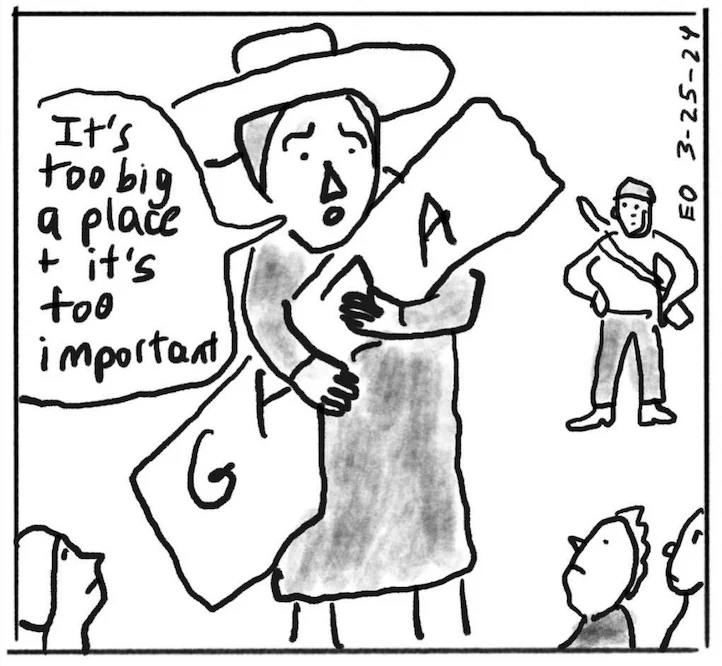 It's
too big
a place
+ it's
too
important
G
A
EO 3-25-24